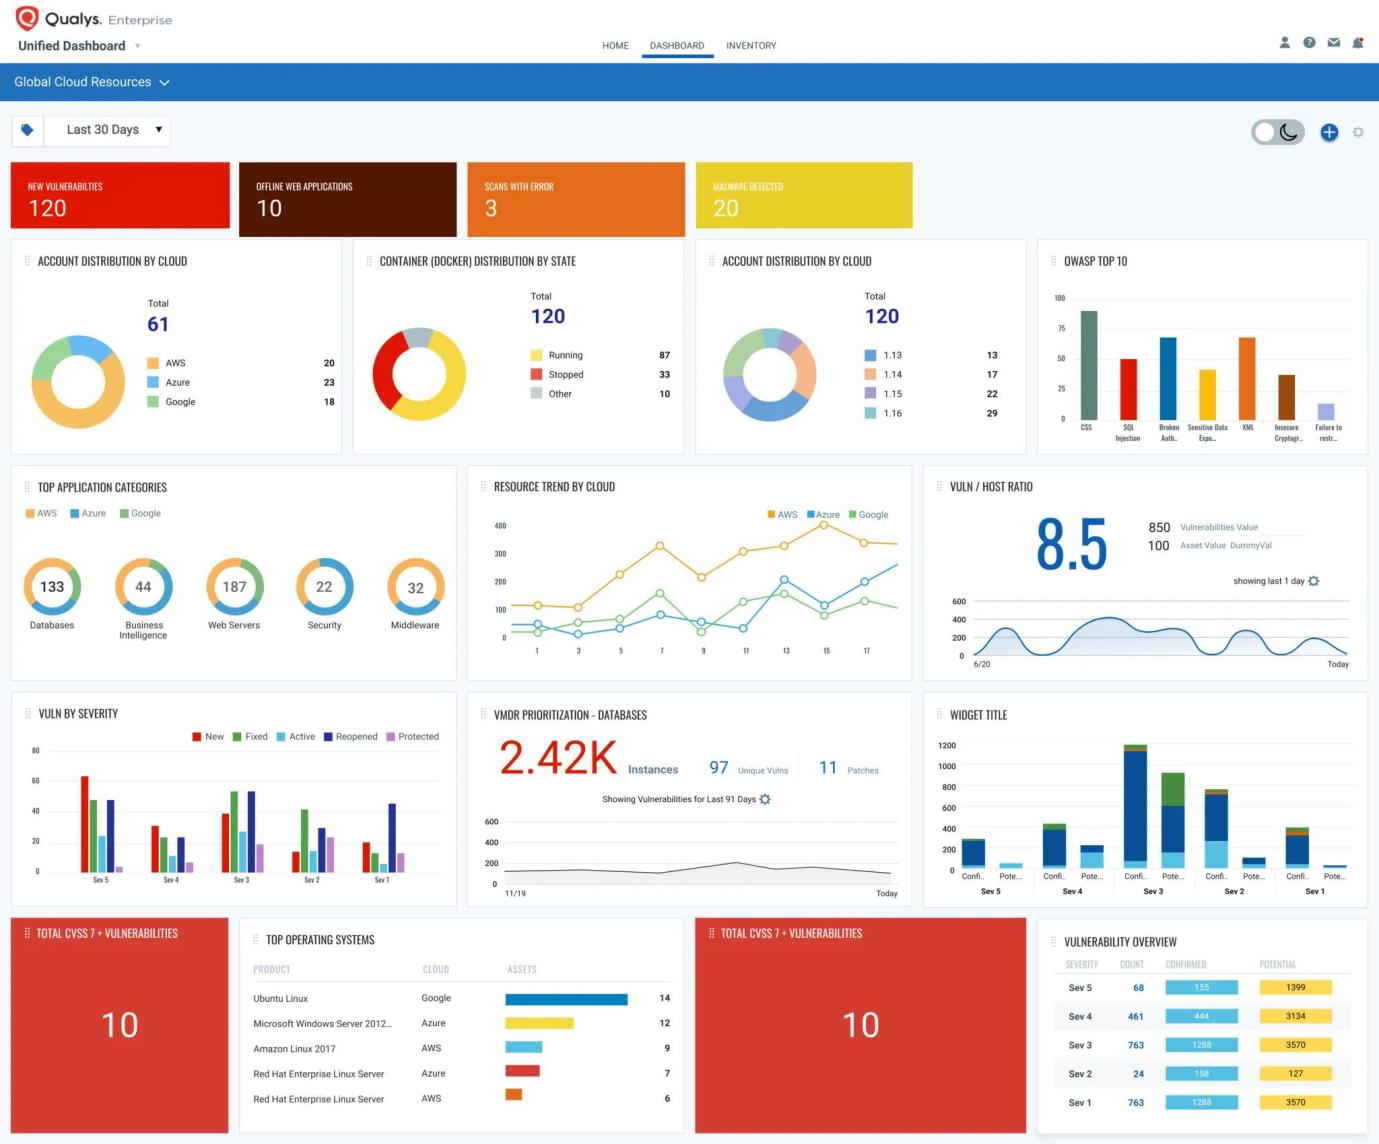 Qualys. Enterprise
Unified Dashboard
HOME DASHBOARD INVENTORY
Global Cloud Resources
Last 30 Days
NEW VULNERABILTIES
120
OFFLINE WEB APPLICATIONS
10
SCANS WITH ERROR
3
MALWARE DETECTED
20
ACCOUNT DISTRIBUTION BY CLOUD
Total
61
AWS 20
Azure 23
Google 18
CONTAINER (DOCKER) DISTRIBUTION BY STATE
Total
120
Running 87
Stopped 33
Other 10
ACCOUNT DISTRIBUTION BY CLOUD
Total
120
1.13 13
1.14 17
1.15 22
1.16 29
OWASP TOP 10
100
75
50
25
0
CSS
SQL Injection
Broken Auth..
Sensitive Data Expo...
XML
Insecure Cryptogr..
Failure to restr...
TOP APPLICATION CATEGORIES
AWS Azure Google
133 44 187 22 32
Databases
Business Intelligence
Web Servers
Security
Middleware
RESOURCE TREND BY CLOUD
AWS Azure Google
400
300
200
100
0
1 3 5 7 9 11 13 15 17
VULN / HOST RATIO
8.5
850 Vulnerabilities Value
100 Asset Value DummyVal
showing last 1 day
600
400
200
0
6/20 Today
VULN BY SEVERITY
New Fixed Active Reopened Protected
80
60
40
20
0
Sev 5 Sev 4 Sev 3 Sev 2 Sev 1
VMDR PRIORITIZATION - DATABASES
2.42K Instances 97 Unique Vulns 11 Patches
Showing Vulnerabilities for Last 91 Days
600
400
200
0
11/19 Today
WIDGET TITLE
1200
1000
800
600
400
200
0
Confi.. Pote... Confi.. Pote... Confi.. Pote... Confi.. Pote... Confi.. Pote...
Sev 5 Sev 4 Sev 3 Sev 2 Sev 1
TOTAL CVSS 7 + VULNERABILITIES
10
TOP OPERATING SYSTEMS
PRODUCT CLOUD ASSETS
Ubuntu Linux Google 14
Microsoft Windows Server 2012... Azure 12
Amazon Linux 2017 AWS 9
Red Hat Enterprise Linux Server Azure 7
Red Hat Enterprise Linux Server AWS 6
TOTAL CVSS 7 + VULNERABILITIES
10
VULNERABILITY OVERVIEW
SEVERITY COUNT CONFIRMED POTENTIAL
Sev 5 68 155 1399
Sev 4 461 444 3134
Sev 3 763 1288 3570
Sev 2 24 158 127
Sev 1 763 1288 3570